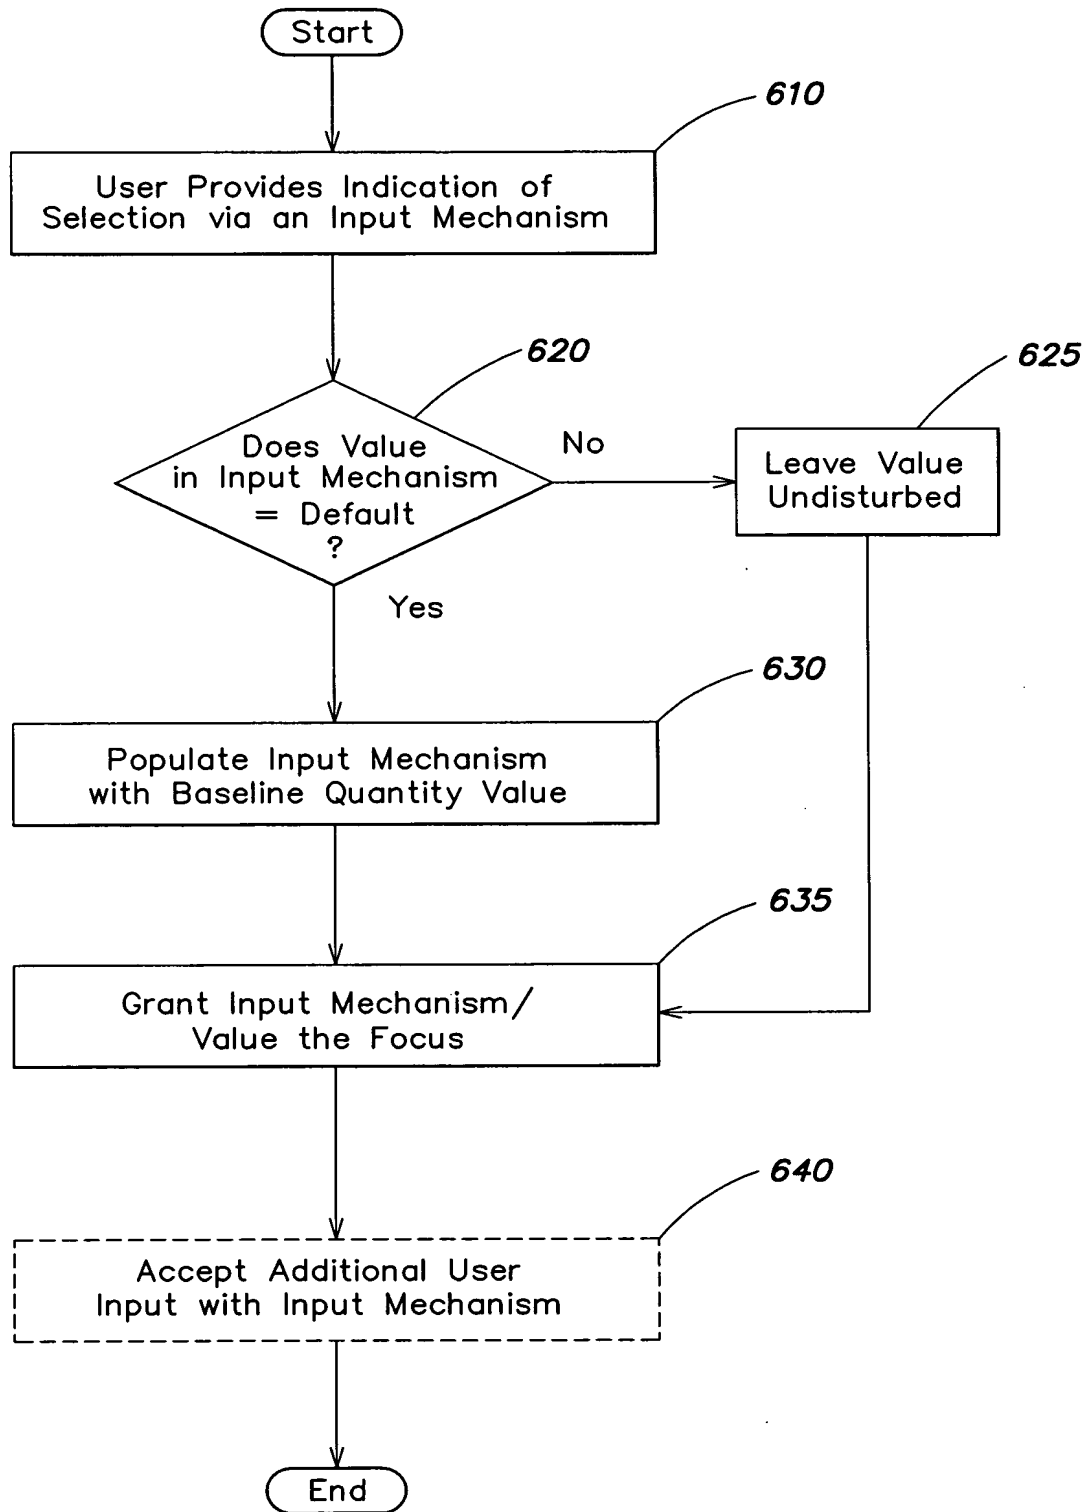 Start
610
User Provides Indication of
Selection via an Input Mechanism
620
625
Does Value
in Input Mechanism
= Default
?
No
Leave Value
Undisturbed
Yes
630
Populate Input Mechanism
with Baseline Quantity Value
635
Grant Input Mechanism/
Value the Focus
640
Accept Additional User
Input with Input Mechanism
End